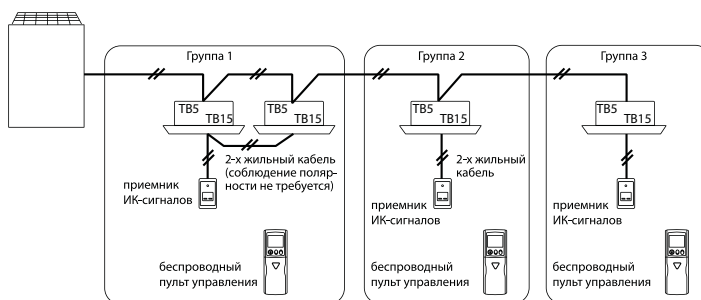 Группа 1
Группа 2
Группа 3
TB5
TB15
TB5
TB15
TB5
TB15
TB5
TB15
2-х жильный кабель
(соблюдение поляр-
ности не требуется)
2-х жильный
кабель
приемник
ИК-сигналов
приемник
ИК-сигналов
приемник
ИК-сигналов
беспроводный
пульт управления
беспроводный
пульт управления
беспроводный
пульт управления